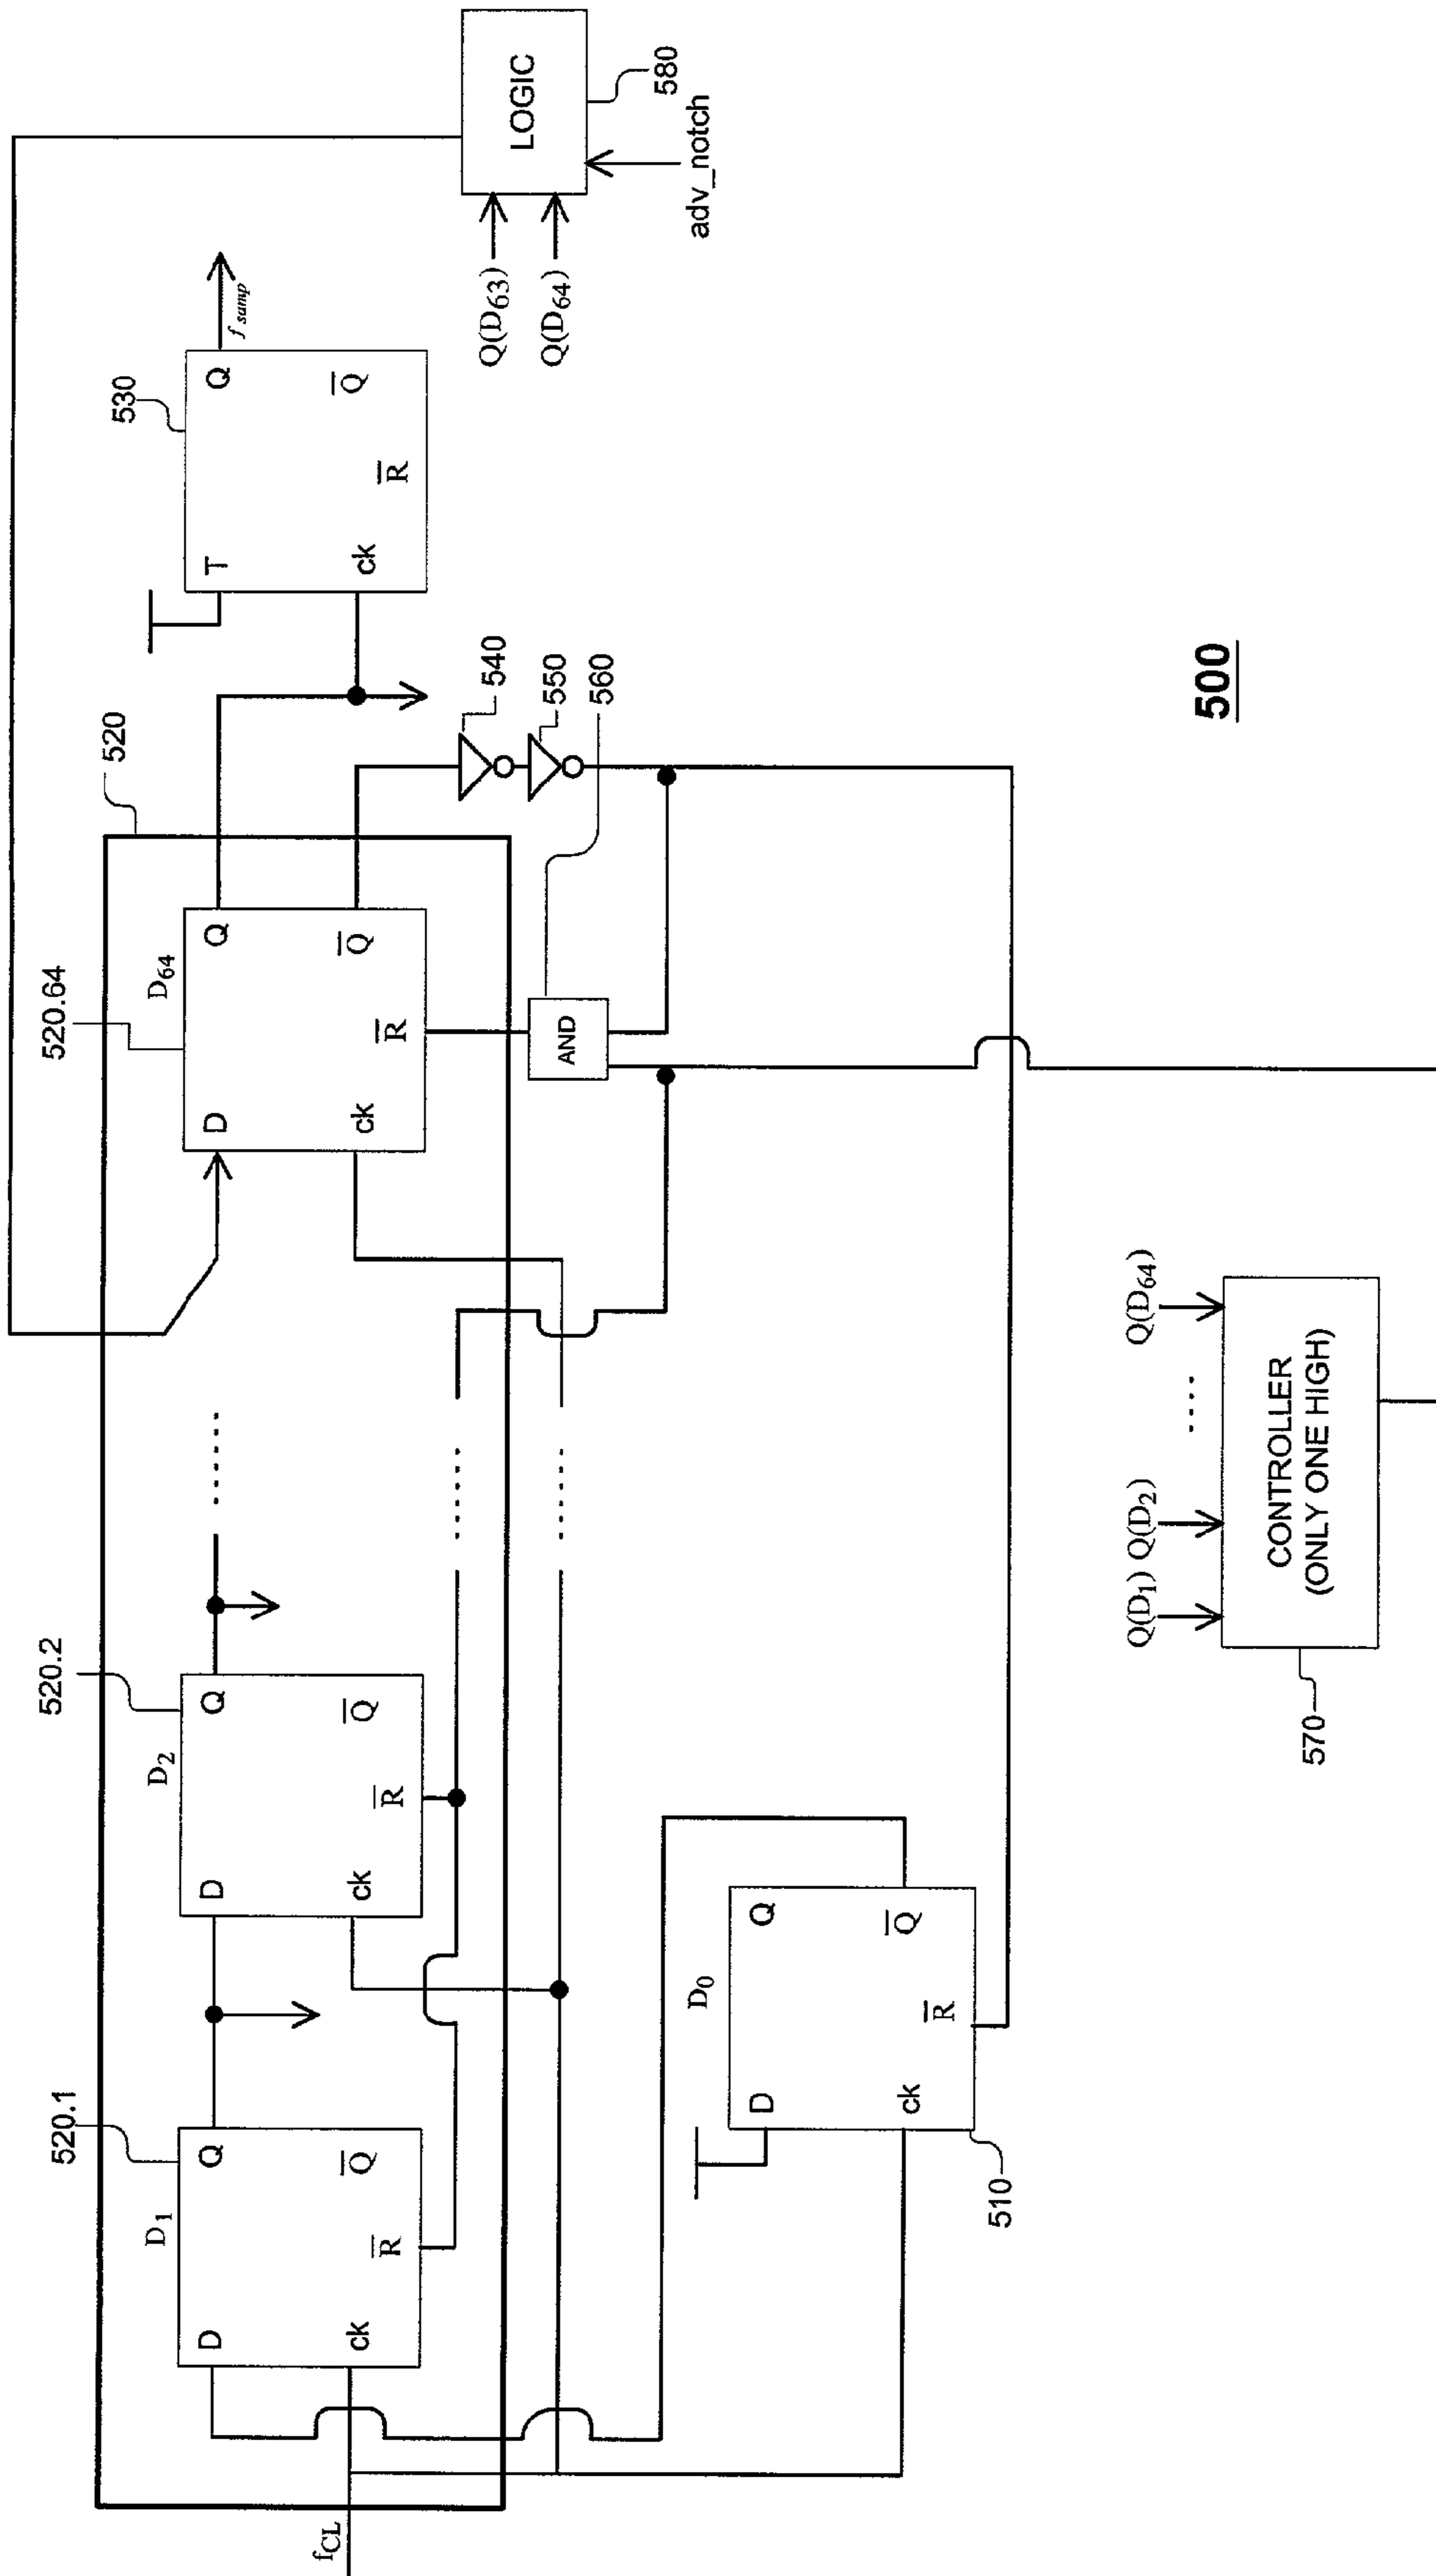 520
520.1
520.2
520.64
530
D₁
D₂
D₆₄
D Q
D Q
D Q
T Q
f samp
ck Q̅
ck Q̅
ck Q̅
ck Q̅
R̅
R̅
R̅
R̅
fCL
540
550
560
AND
LOGIC
580
Q(D₆₃)
Q(D₆₄)
adv_notch
D₀
D Q
ck Q̅
R̅
510
Q(D₁) Q(D₂) ···· Q(D₆₄)
CONTROLLER
(ONLY ONE HIGH)
570
500